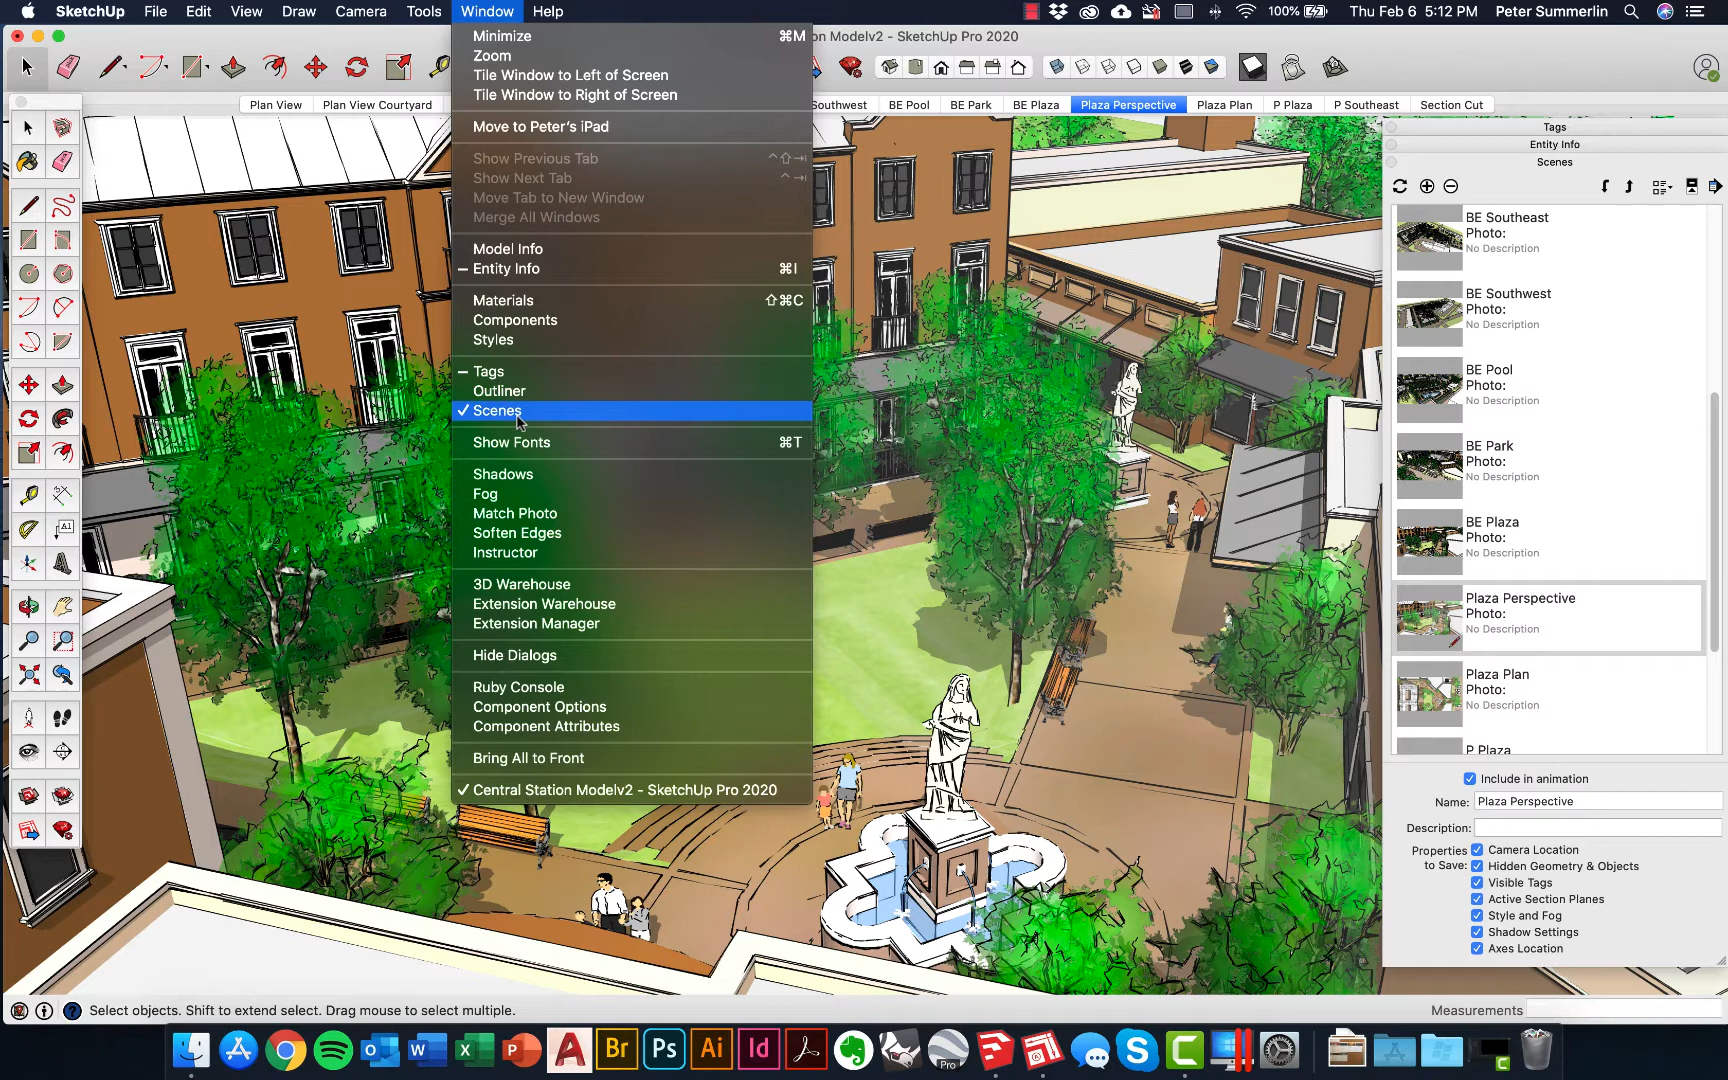 SketchUp File Edit View Draw Camera Tools Window Help 100% Thu Feb 6 5:12 PM Peter Summerlin
on Modelv2 - SketchUp Pro 2020
Plan View Plan View Courtyard outhwest BE Pool BE Park BE Plaza Plaza Perspective Plaza Plan P Plaza P Southeast Section Cut
Minimize ⌘M
Zoom
Tile Window to Left of Screen
Tile Window to Right of Screen
Move to Peter's iPad
Show Previous Tab ⌃⇧⇥
Show Next Tab ⌃⇥
Move Tab to New Window
Merge All Windows
Model Info
Entity Info ⌘I
Materials ⇧⌘C
Components
Styles
Tags
Outliner
Scenes
Show Fonts ⌘T
Shadows
Fog
Match Photo
Soften Edges
Instructor
3D Warehouse
Extension Warehouse
Extension Manager
Hide Dialogs
Ruby Console
Component Options
Component Attributes
Bring All to Front
Central Station Modelv2 - SketchUp Pro 2020
Tags
Entity Info
Scenes
BE Southeast
Photo:
No Description
BE Southwest
Photo:
No Description
BE Pool
Photo:
No Description
BE Park
Photo:
No Description
BE Plaza
Photo:
No Description
Plaza Perspective
Photo:
No Description
Plaza Plan
Photo:
No Description
P Plaza
Include in animation
Name: Plaza Perspective
Description:
Properties to Save:
Camera Location
Hidden Geometry & Objects
Visible Tags
Active Section Planes
Style and Fog
Shadow Settings
Axes Location
A1
Select objects. Shift to extend select. Drag mouse to select multiple.
Measurements
Br Ps Ai Id Pro